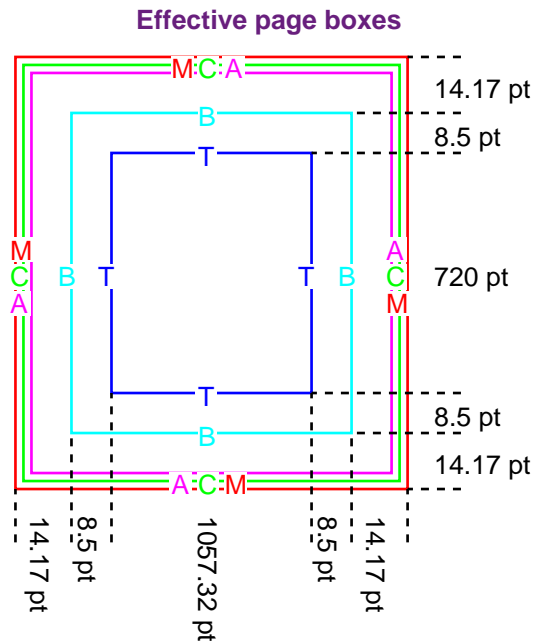 Effective page boxes
M C A
14.17 pt
B
8.5 pt
T
M
C
A
B
T
T
B
A
C
M
720 pt
T
8.5 pt
B
14.17 pt
A C M
14.17 pt
8.5 pt
1057.32 pt
8.5 pt
14.17 pt